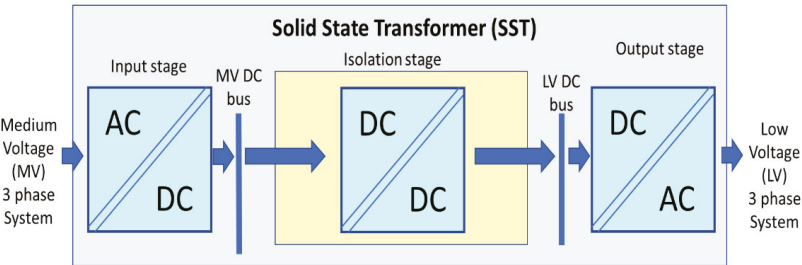 Solid State Transformer (SST)
Input stage
Isolation stage
Output stage
MV DC
bus
LV DC
bus
Medium
Voltage
(MV)
3 phase
System
AC
DC
DC
DC
DC
AC
Low
Voltage
(LV)
3 phase
System